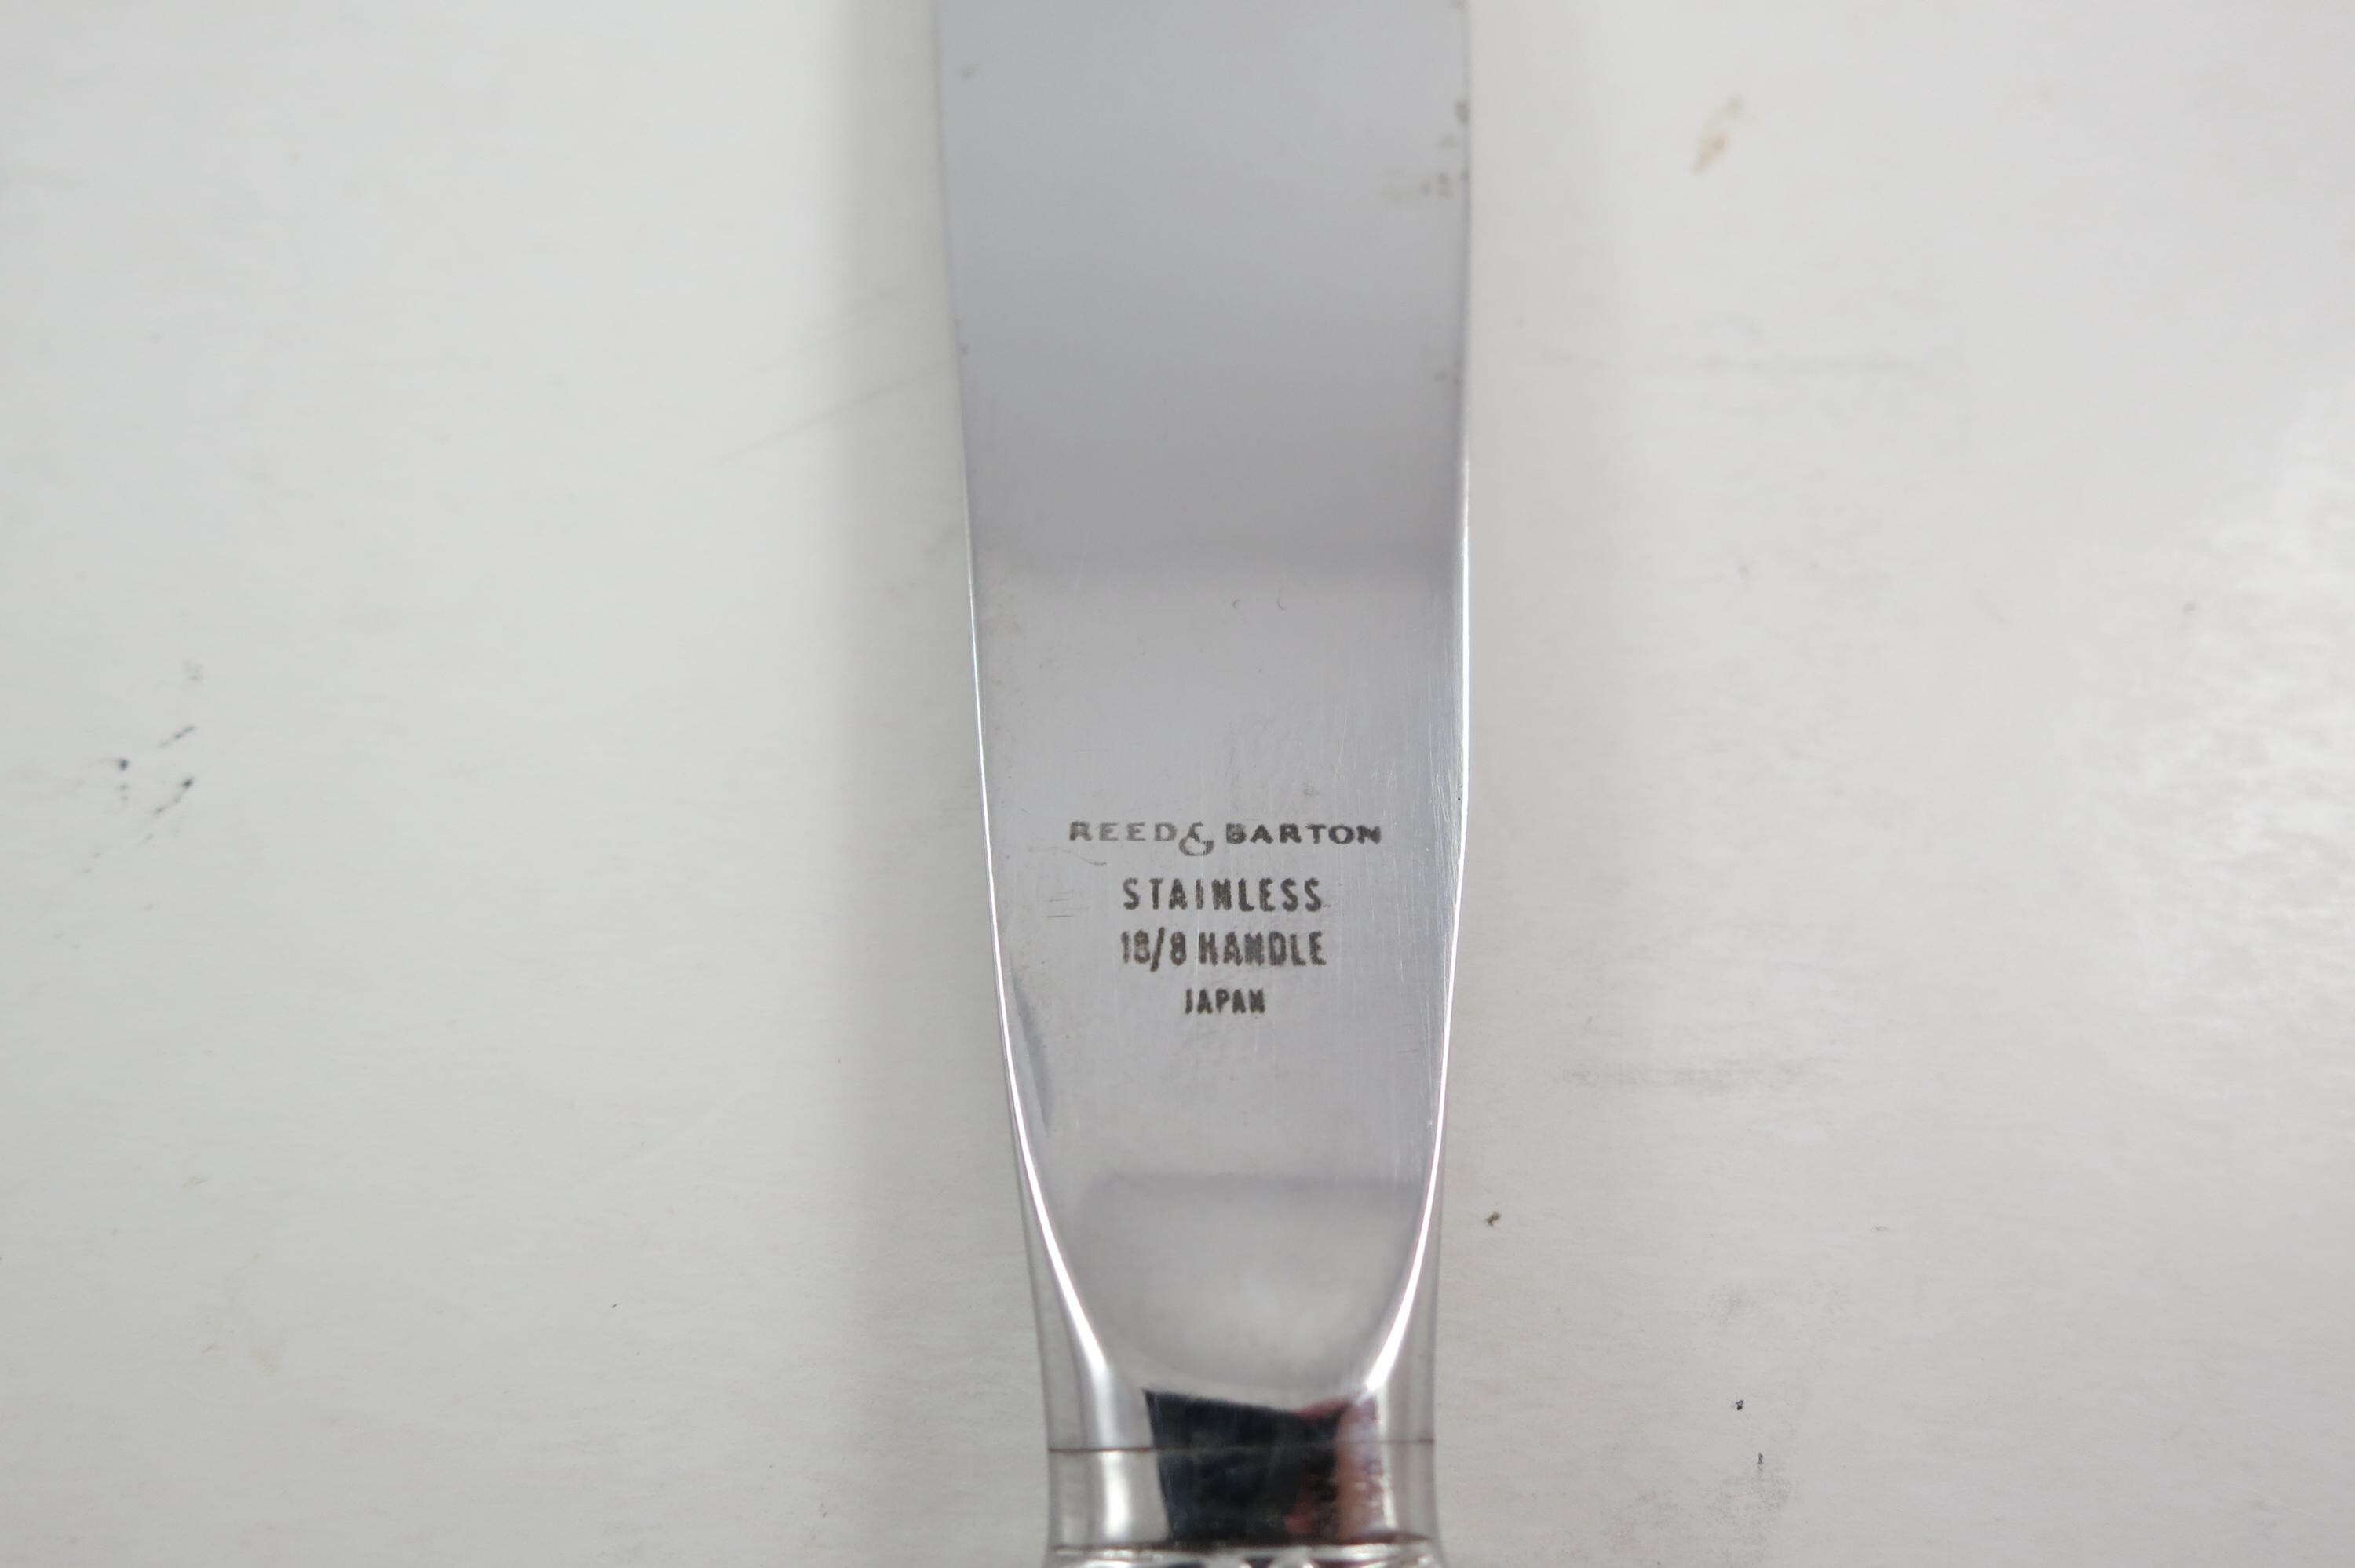 REED & BARTON
STAINLESS
18/8 HANDLE
JAPAN